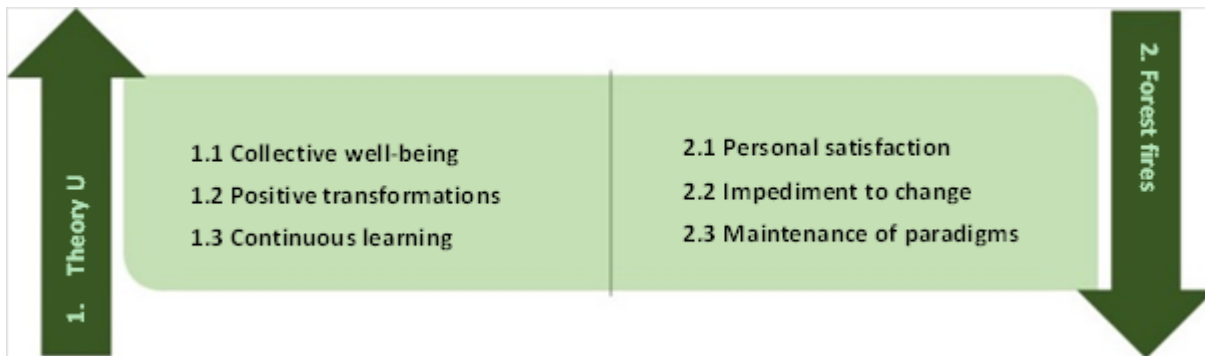 1. Theory U
1.1 Collective well-being
1.2 Positive transformations
1.3 Continuous learning
2.1 Personal satisfaction
2.2 Impediment to change
2.3 Maintenance of paradigms
2. Forest fires